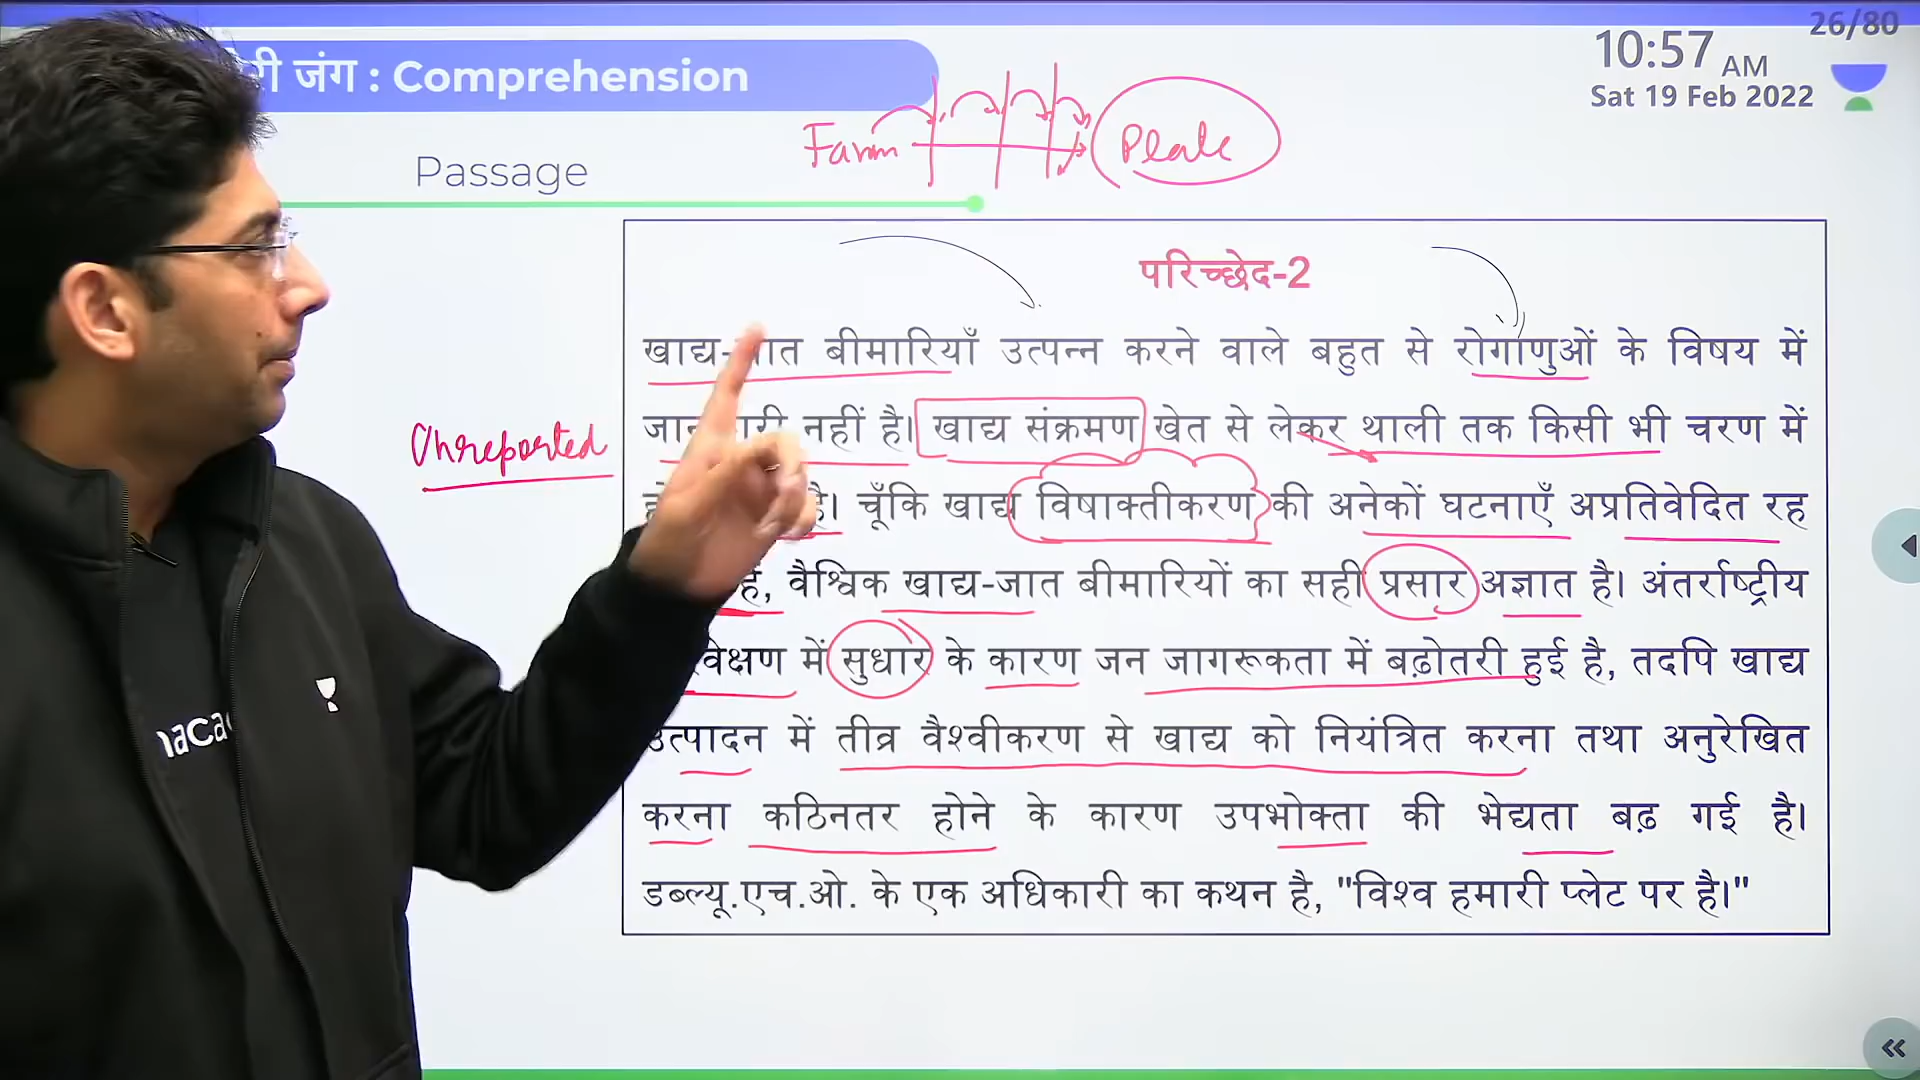 26/80
10:57 AM
Sat 19 Feb 2022
री जंग : Comprehension
Farm Plate
Passage
परिच्छेद-2
खाद्य-जात बीमारियाँ उत्पन्न करने वाले बहुत से रोगाणुओं के विषय में
नहीं है। खाद्य संक्रमण खेत से लेकर थाली तक किसी भी चरण में
Unreported
है। चूँकि खाद्य विषाक्तीकरण की अनेकों घटनाएँ अप्रतिवेदित रह
हैं, वैश्विक खाद्य-जात बीमारियों का सही प्रसार अज्ञात है। अंतर्राष्ट्रीय
वेक्षण में सुधार के कारण जन जागरूकता में बढ़ोतरी हुई है, तदपि खाद्य
उत्पादन में तीव्र वैश्वीकरण से खाद्य को नियंत्रित करना तथा अनुरेखित
करना कठिनतर होने के कारण उपभोक्ता की भेद्यता बढ़ गई है।
डब्ल्यू.एच.ओ. के एक अधिकारी का कथन है, "विश्व हमारी प्लेट पर है।"
naca